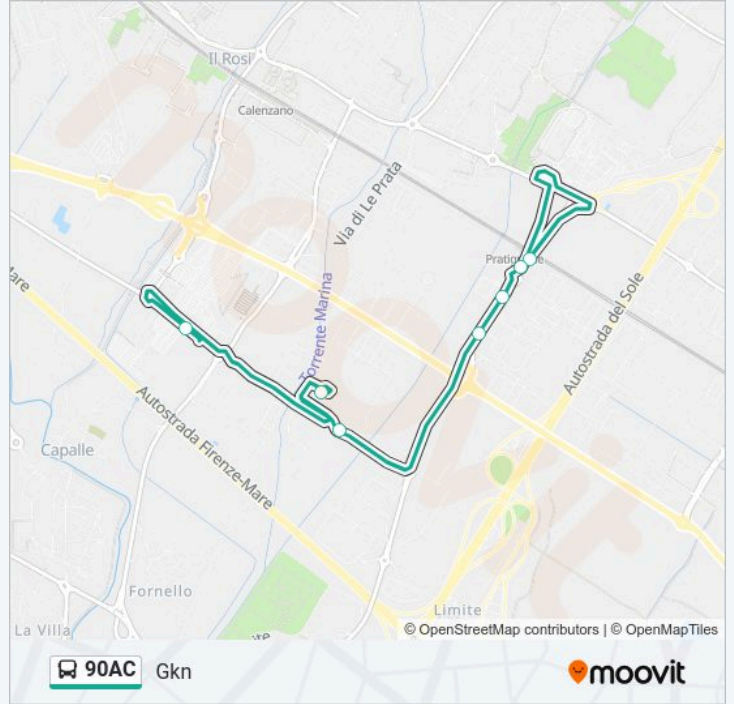 Il Rosi
Calenzano
Via di Le Prata
Torrente Marina
Autostrada del Sole
Autostrada Firenze-Mare
Capalle
Fornello
Limite
La Villa
© OpenStreetMap contributors | © OpenMapTiles
90AC Gkn
moovit